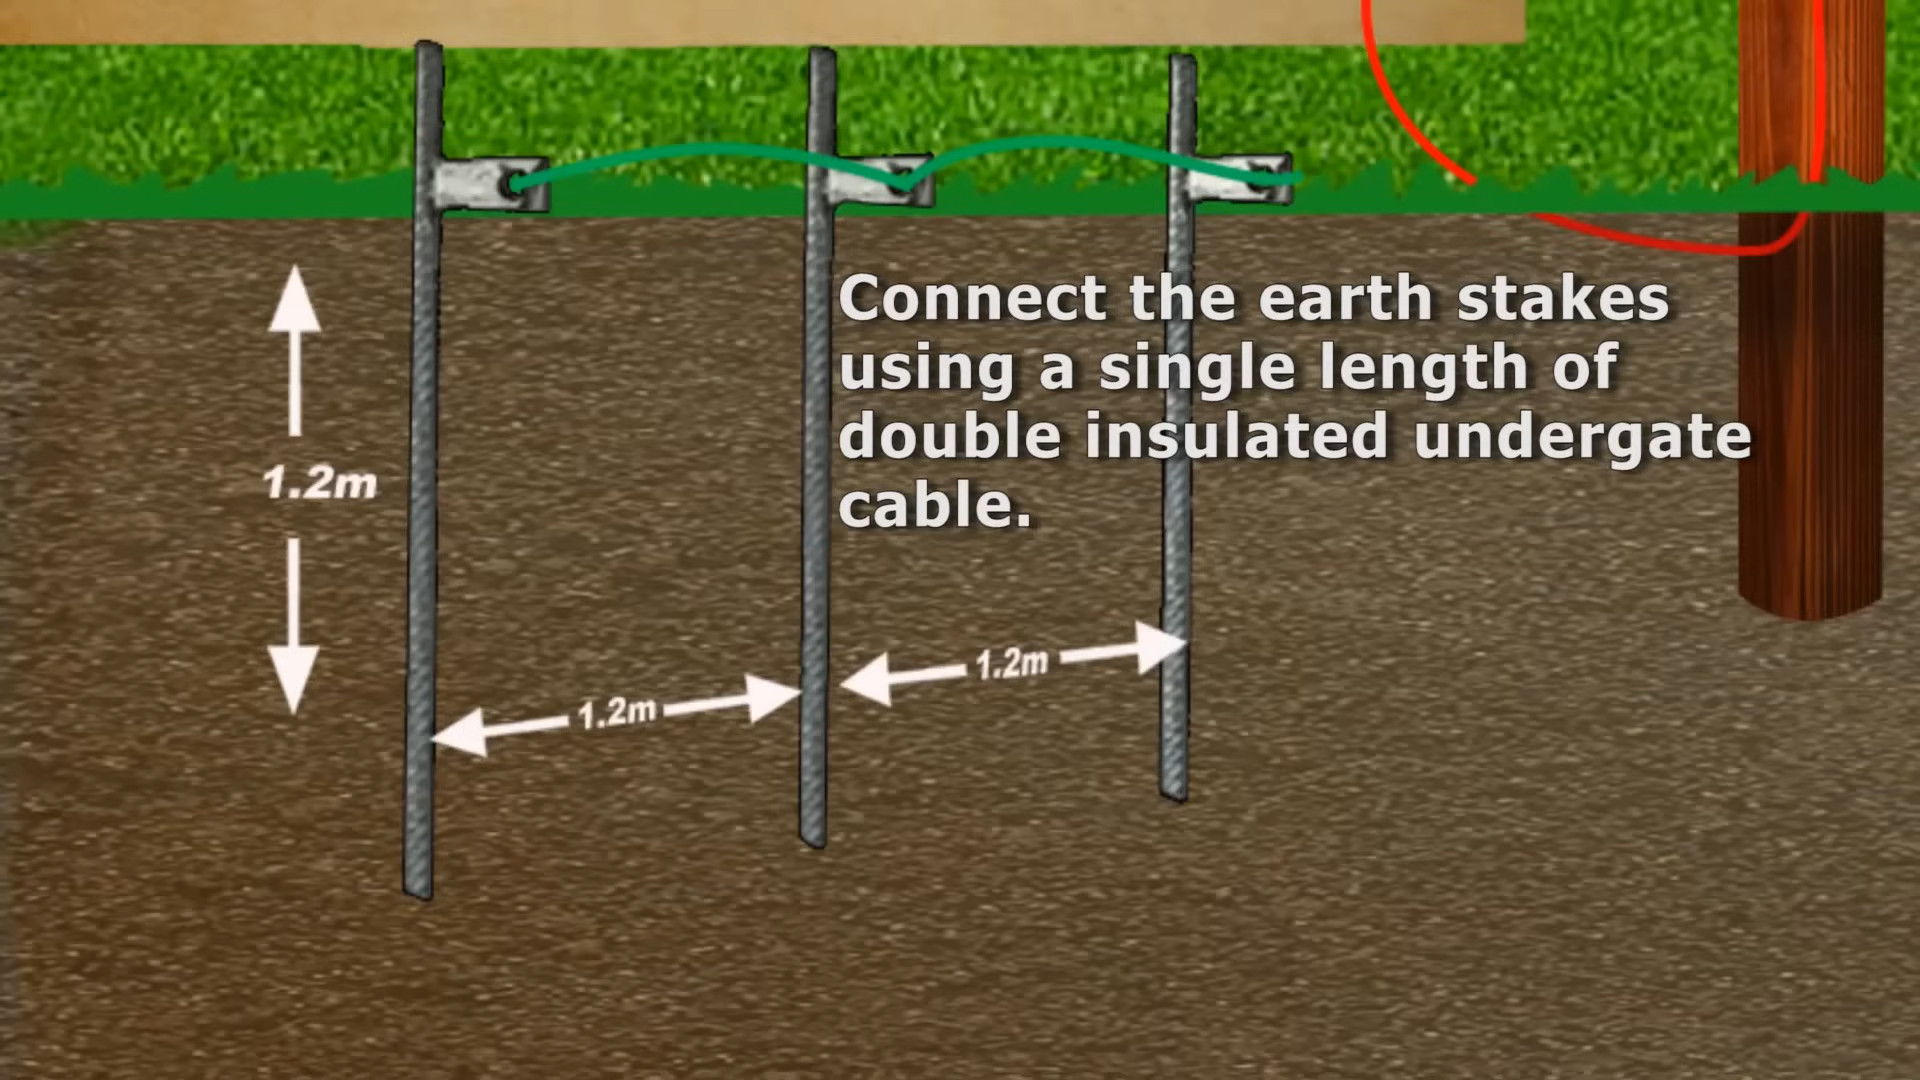 Connect the earth stakes
using a single length of
double insulated undergate
cable.
1.2m
1.2m
1.2m